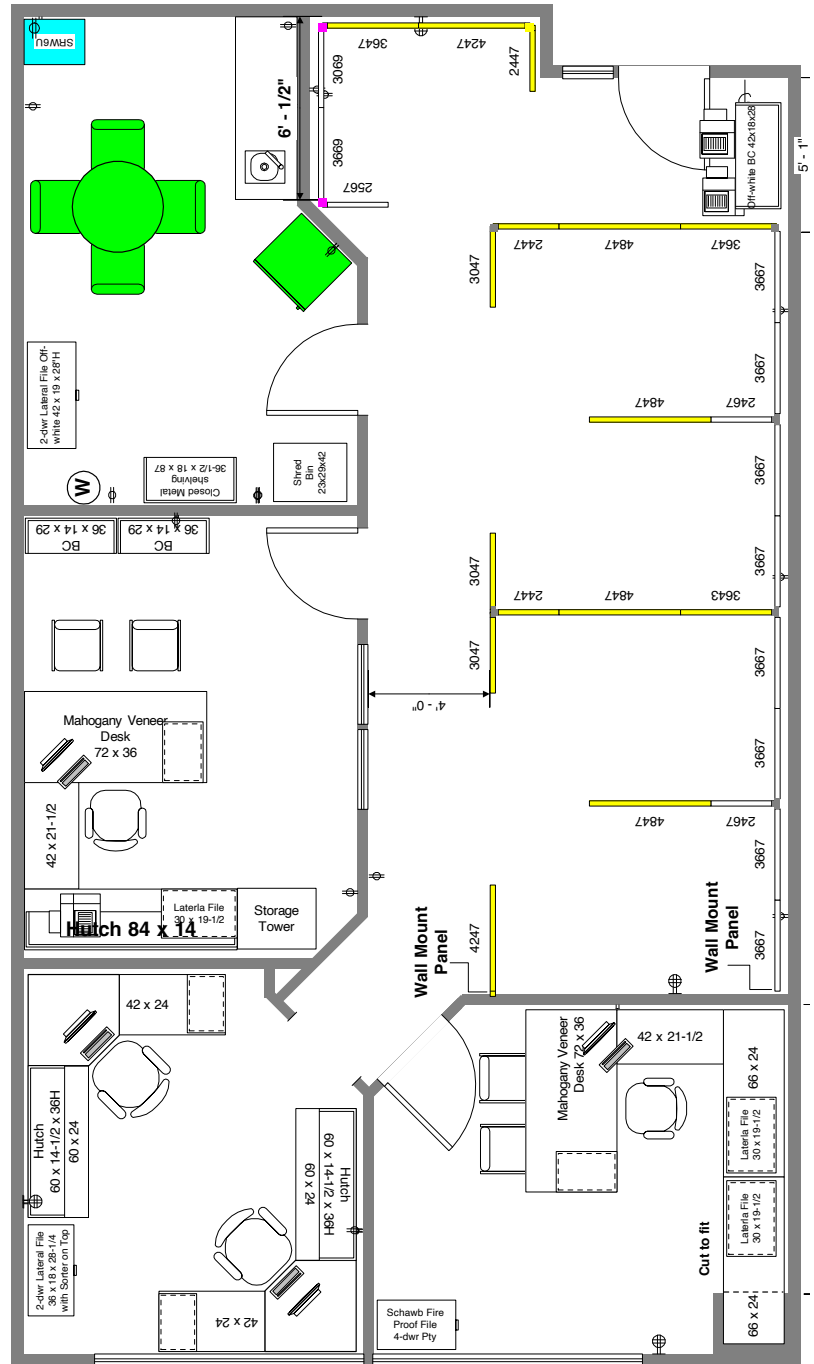 SRW6U
3647
4247
2447
3069
3669
2567
6' - 1/2"
Off-white BC 42x18x28
5' - 1"
2447
4847
3647
3047
3667
3667
4847
2467
3667
3667
2-dwr Lateral File Off-
white 42 x 19 x 28"H
W
Closed Metal
shelving
36-1/2 x 18 x 87
Shred
Bin
23x29x42
BC
36 x 14 x 29
BC
36 x 14 x 29
3047
2447
4847
3643
3047
3667
3667
4'- 0"
Mahogany Veneer
Desk
72 x 36
42 x 21-1/2
4847
2467
3667
3667
Laterla File
30 x 19-1/2
Storage
Tower
Hutch 84 x 14
4247
Wall Mount
Panel
Wall Mount
Panel
42 x 24
Hutch
60 x 14-1/2 x 36H
60 x 24
2-dwr Lateral File
36 x 18 x 28-1/4
with Sorter on Top
Hutch
60 x 14-1/2 x 36H
60 x 24
42 x 24
Mahogany Veneer
Desk 72 x 36
42 x 21-1/2
66 x 24
Laterla File
30 x 19-1/2
Laterla File
30 x 19-1/2
Cut to fit
66 x 24
Schawb Fire
Proof File
4-dwr Pty